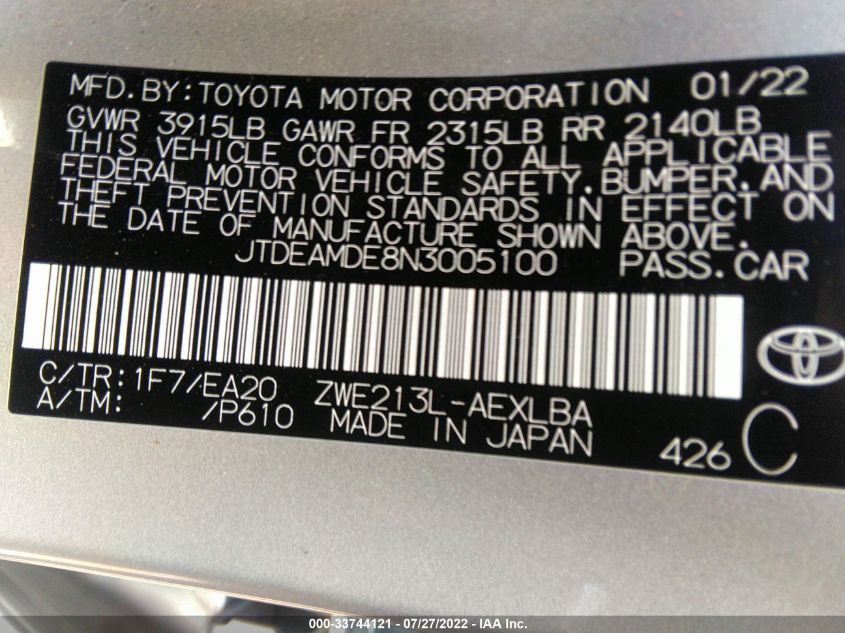 MFD.BY:TOYOTA MOTOR CORPORATION 01/22
GVWR 3915LB GAWR FR 2315LB RR 2140LB
THIS VEHICLE CONFORMS TO ALL APPLICABLE
FEDERAL MOTOR VEHICLE SAFETY,BUMPER,AND
THEFT PREVENTION STANDARDS IN EFFECT ON
THE DATE OF MANUFACTURE SHOWN ABOVE.
JTDEAMDE8N3005100 PASS.CAR
C/TR:1F7/EA20 ZWE213L-AEXLBA
A/TM: /P610 MADE IN JAPAN 426 C
000-33744121 - 07/27/2022 - IAA Inc.